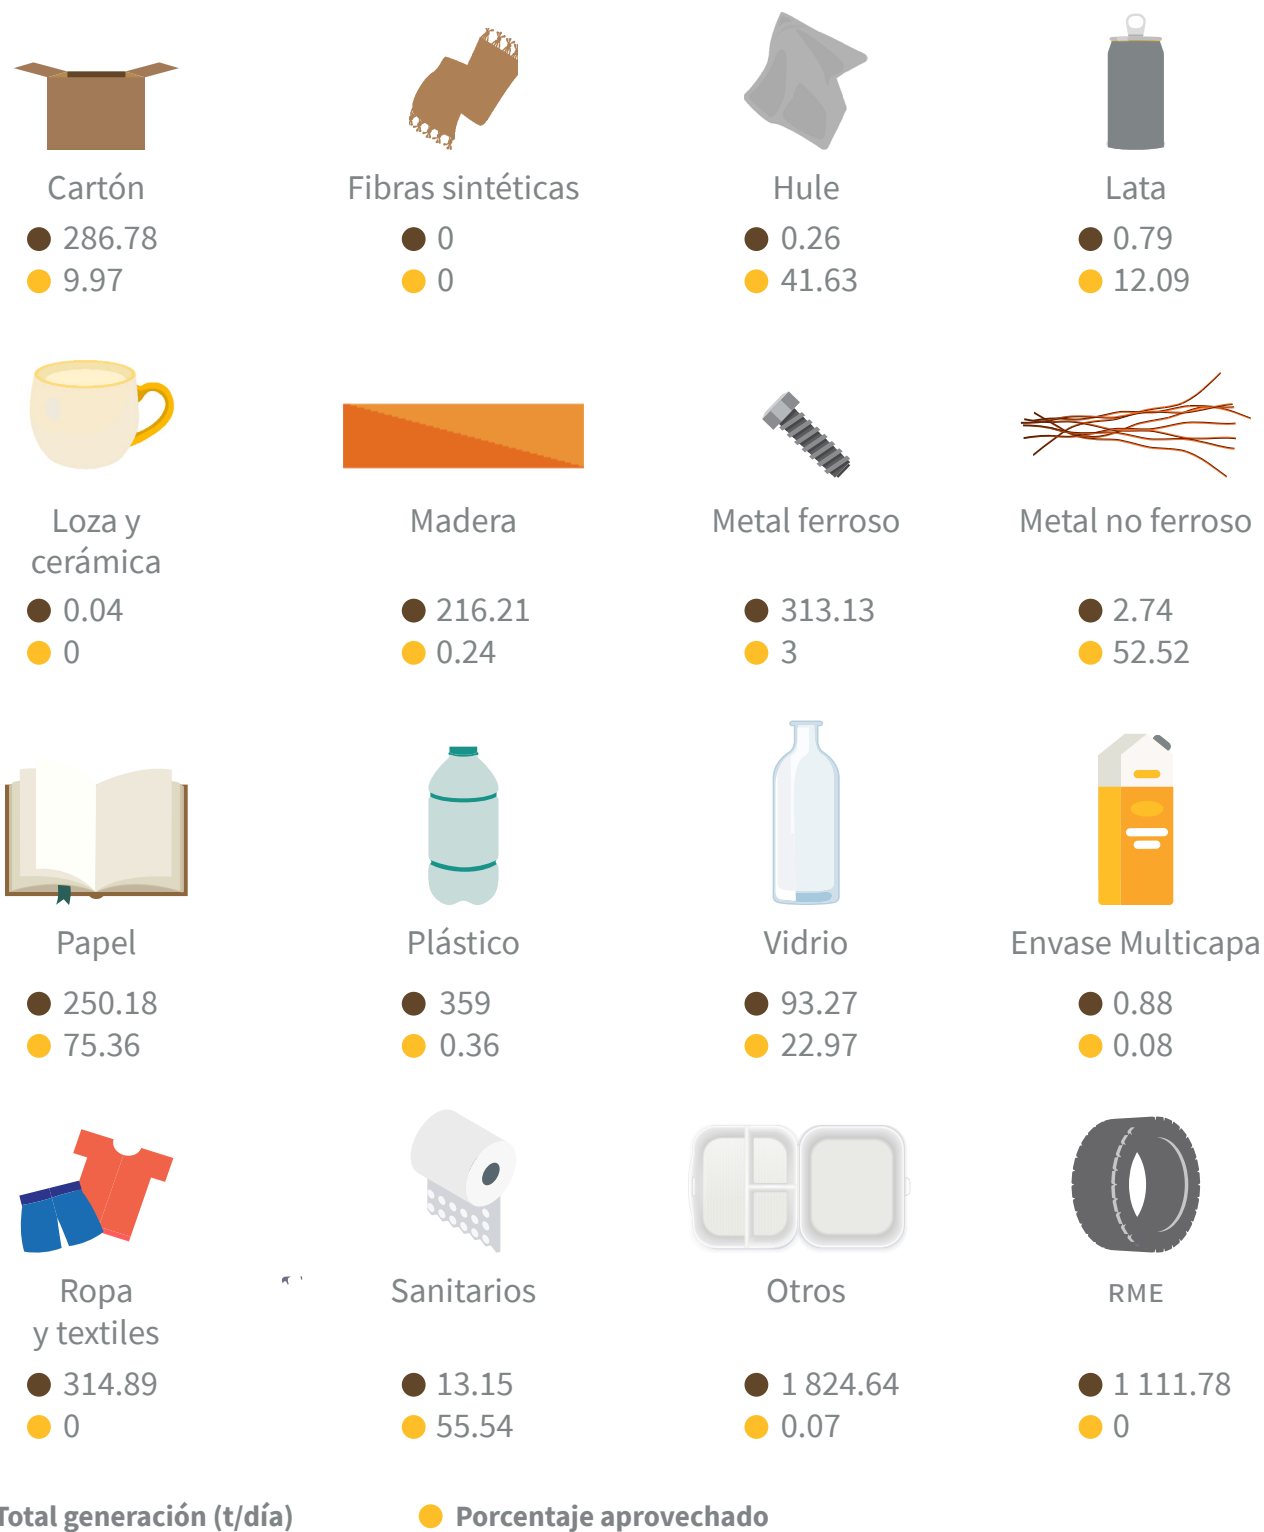 Cartón
286.78
9.97
Fibras sintéticas
0
0
Hule
0.26
41.63
Lata
0.79
12.09
Loza y
cerámica
0.04
0
Madera
216.21
0.24
Metal ferroso
313.13
3
Metal no ferroso
2.74
52.52
Papel
250.18
75.36
Plástico
359
0.36
Vidrio
93.27
22.97
Envase Multicapa
0.88
0.08
Ropa
y textiles
314.89
0
Sanitarios
13.15
55.54
Otros
1 824.64
0.07
RME
1 111.78
0
Total generación (t/día)
Porcentaje aprovechado